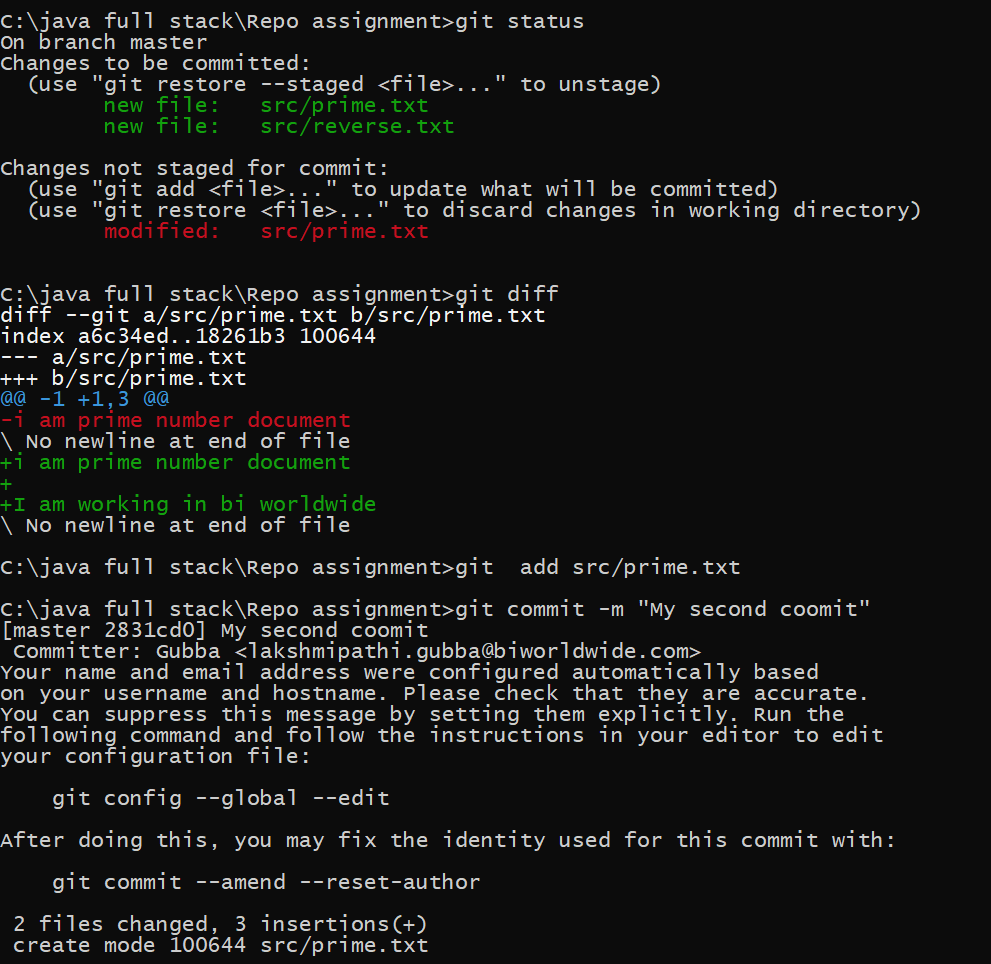 C:\java full stack\Repo assignment>git status
On branch master
Changes to be committed:
  (use "git restore --staged <file>..." to unstage)
        new file:   src/prime.txt
        new file:   src/reverse.txt

Changes not staged for commit:
  (use "git add <file>..." to update what will be committed)
  (use "git restore <file>..." to discard changes in working directory)
        modified:   src/prime.txt


C:\java full stack\Repo assignment>git diff
diff --git a/src/prime.txt b/src/prime.txt
index a6c34ed..18261b3 100644
--- a/src/prime.txt
+++ b/src/prime.txt
@@ -1 +1,3 @@
-i am prime number document
\ No newline at end of file
+i am prime number document
+
+I am working in bi worldwide
\ No newline at end of file

C:\java full stack\Repo assignment>git  add src/prime.txt

C:\java full stack\Repo assignment>git commit -m "My second coomit"
[master 2831cd0] My second coomit
 Committer: Gubba <lakshmipathi.gubba@biworldwide.com>
Your name and email address were configured automatically based
on your username and hostname. Please check that they are accurate.
You can suppress this message by setting them explicitly. Run the
following command and follow the instructions in your editor to edit
your configuration file:

    git config --global --edit

After doing this, you may fix the identity used for this commit with:

    git commit --amend --reset-author

 2 files changed, 3 insertions(+)
 create mode 100644 src/prime.txt